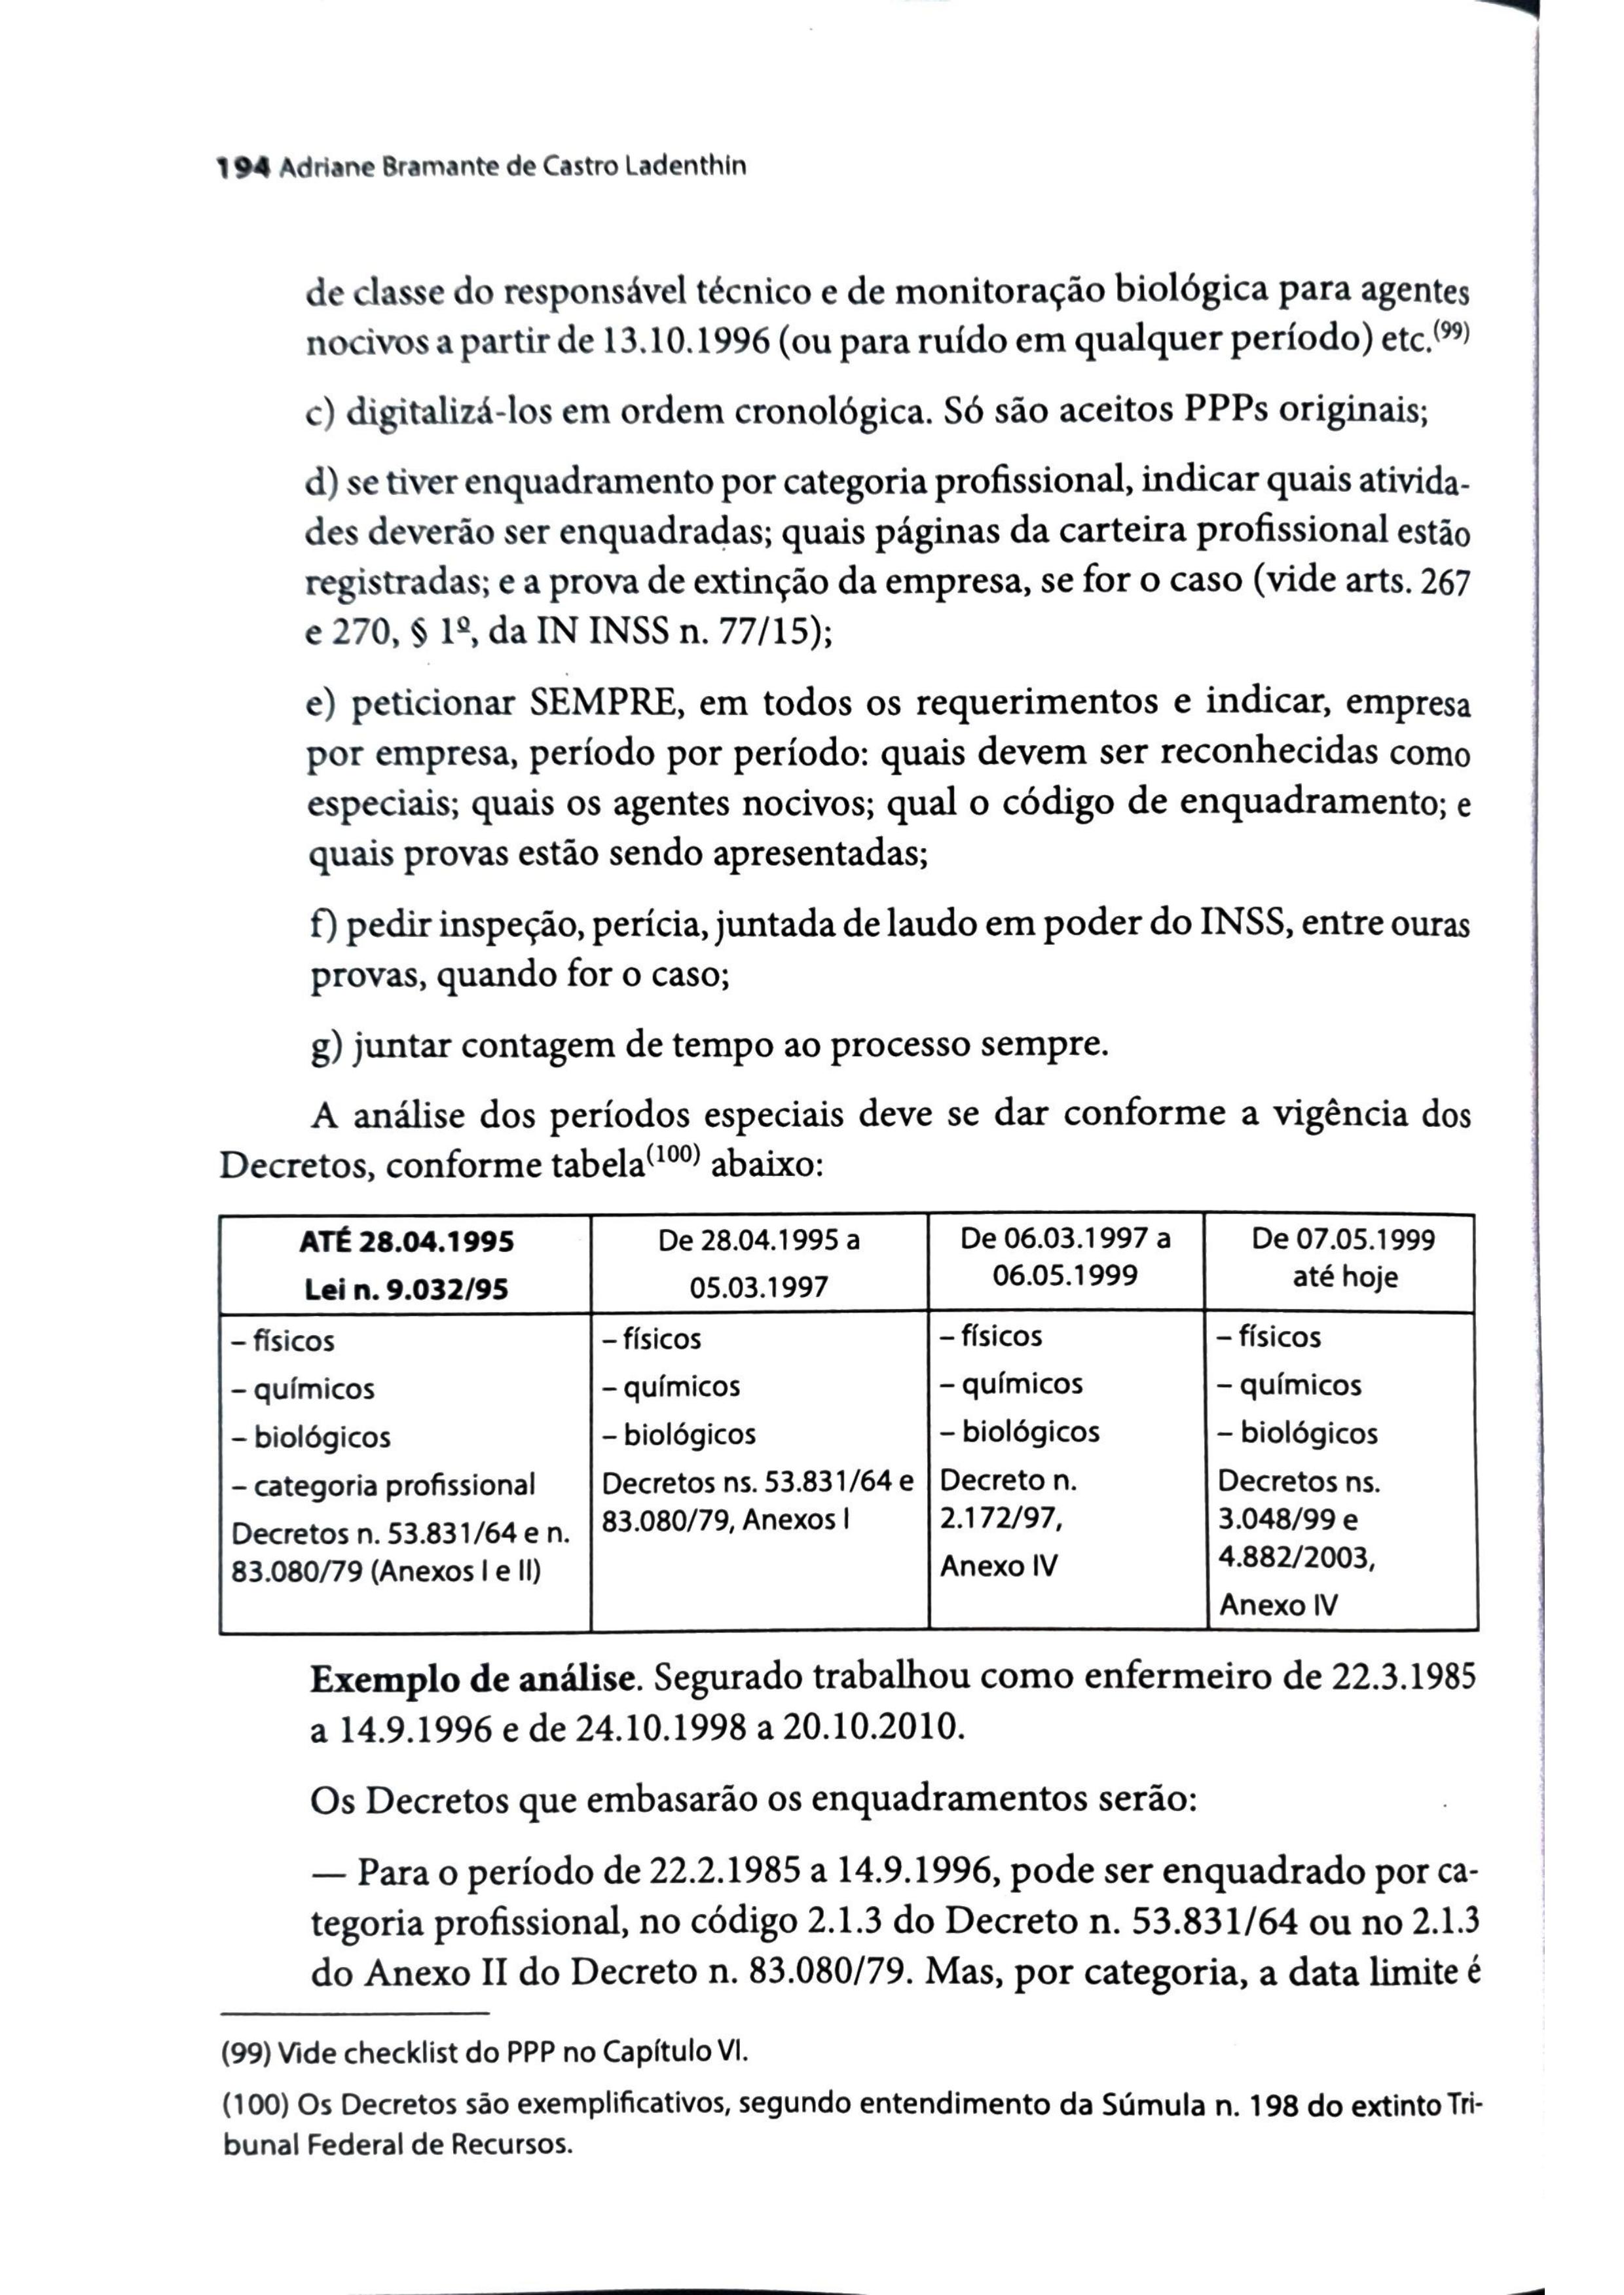 194 Adriane Bramante de Castro Ladenthin
de classe do responsável técnico e de monitoração biológica para agentes
nocivos a partir de 13.10.1996 (ou para ruído em qualquer período) etc.(99)
c) digitalizá-los em ordem cronológica. Só são aceitos PPPs originais;
d) se tiver enquadramento por categoria profissional, indicar quais ativida-
des deverão ser enquadradas; quais páginas da carteira profissional estão
registradas; e a prova de extinção da empresa, se for o caso (vide arts. 267
e 270, § 1º, da IN INSS n. 77/15);
e) peticionar SEMPRE, em todos os requerimentos e indicar, empresa
por empresa, período por período: quais devem ser reconhecidas como
especiais; quais os agentes nocivos; qual o código de enquadramento; e
quais provas estão sendo apresentadas;
f) pedir inspeção, perícia, juntada de laudo em poder do INSS, entre ouras
provas, quando for o caso;
g) juntar contagem de tempo ao processo sempre.
A análise dos períodos especiais deve se dar conforme a vigência dos
Decretos, conforme tabela(100) abaixo:
ATÉ 28.04.1995
Lei n. 9.032/95
De 28.04.1995 a
05.03.1997
De 06.03.1997 a
06.05.1999
De 07.05.1999
até hoje
– físicos
– químicos
– biológicos
– categoria profissional
Decretos n. 53.831/64 e n.
83.080/79 (Anexos I e II)
– físicos
– químicos
– biológicos
Decretos ns. 53.831/64 e
83.080/79, Anexos I
– físicos
– químicos
– biológicos
Decreto n.
2.172/97,
Anexo IV
– físicos
– químicos
– biológicos
Decretos ns.
3.048/99 e
4.882/2003,
Anexo IV
Exemplo de análise. Segurado trabalhou como enfermeiro de 22.3.1985
a 14.9.1996 e de 24.10.1998 a 20.10.2010.
Os Decretos que embasarão os enquadramentos serão:
— Para o período de 22.2.1985 a 14.9.1996, pode ser enquadrado por ca-
tegoria profissional, no código 2.1.3 do Decreto n. 53.831/64 ou no 2.1.3
do Anexo II do Decreto n. 83.080/79. Mas, por categoria, a data limite é
(99) Vide checklist do PPP no Capítulo VI.
(100) Os Decretos são exemplificativos, segundo entendimento da Súmula n. 198 do extinto Tri-
bunal Federal de Recursos.